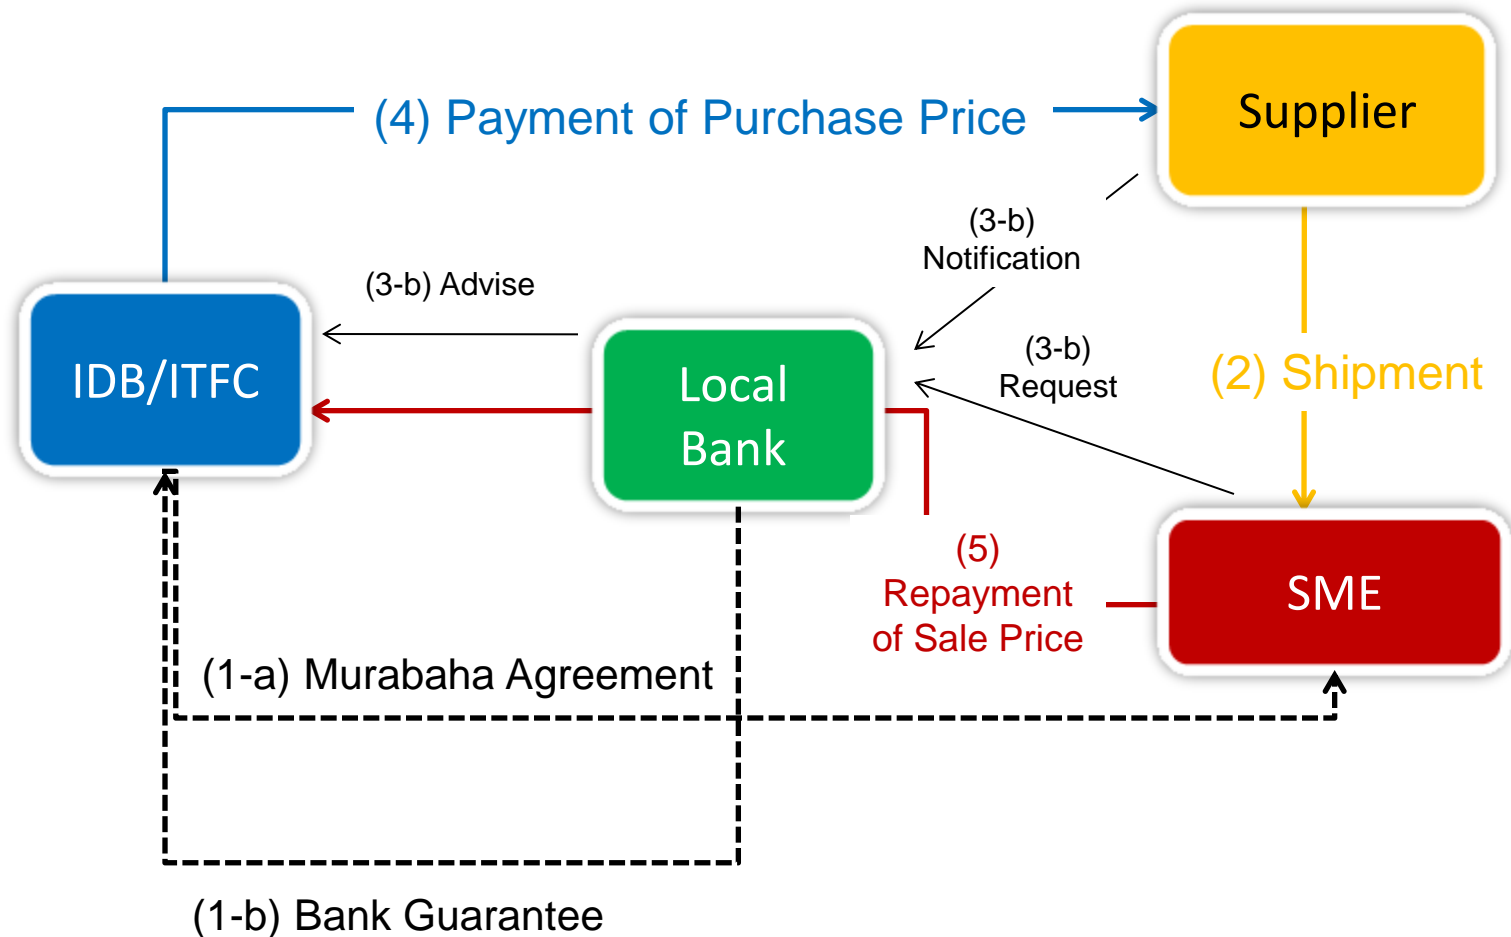 Supplier
(4) Payment of Purchase Price
(3-b)
Notification
(3-b) Advise
IDB/ITFC
Local
Bank
(3-b)
Request
(2) Shipment
(5)
Repayment
of Sale Price
SME
(1-a) Murabaha Agreement
(1-b) Bank Guarantee